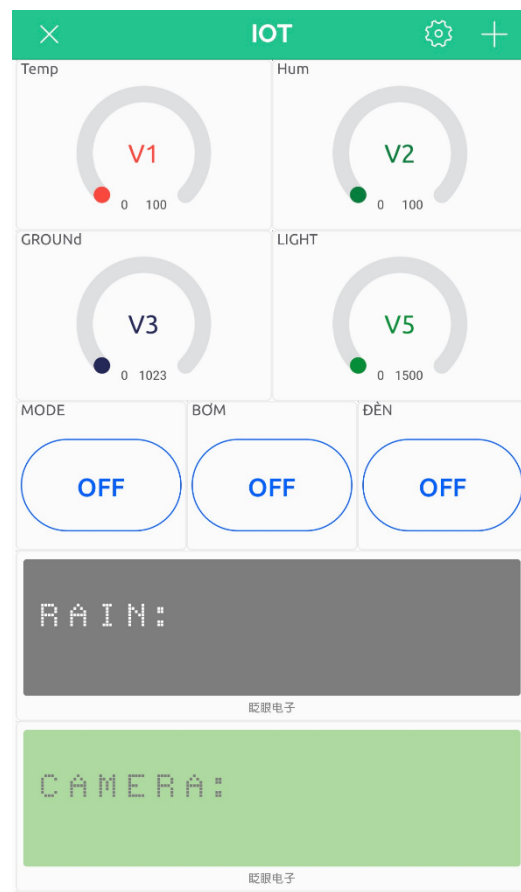 IOT
Temp
Hum
V1
V2
0 100
0 100
GROUNd
LIGHT
V3
V5
0 1023
0 1500
MODE
BƠM
ĐÈN
OFF
OFF
OFF
RAIN:
眨眼电子
CAMERA:
眨眼电子